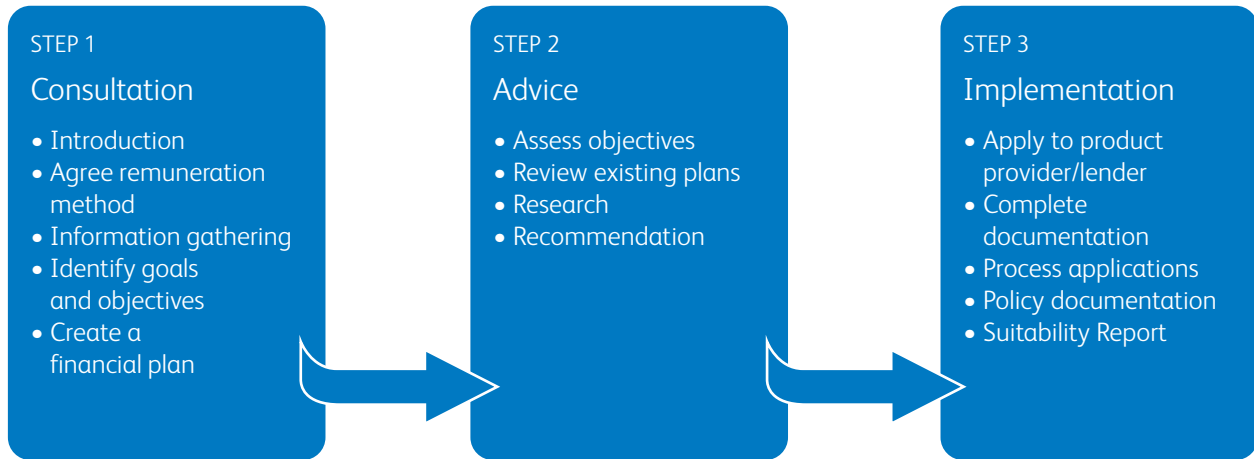 STEP 1
Consultation
• Introduction
• Agree remuneration
method
• Information gathering
• Identify goals
and objectives
• Create a
financial plan
STEP 2
Advice
• Assess objectives
• Review existing plans
• Research
• Recommendation
STEP 3
Implementation
• Apply to product
provider/lender
• Complete
documentation
• Process applications
• Policy documentation
• Suitability Report